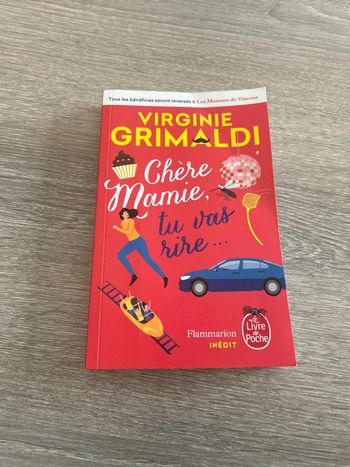 Tous les bénéfices seront reversés à Les Maisons de Vincent
VIRGINIE
GRIMALDI
Chère
Mamie,
tu vas
rire...
Flammarion
INÉDIT
Le
Livre
de
Poche